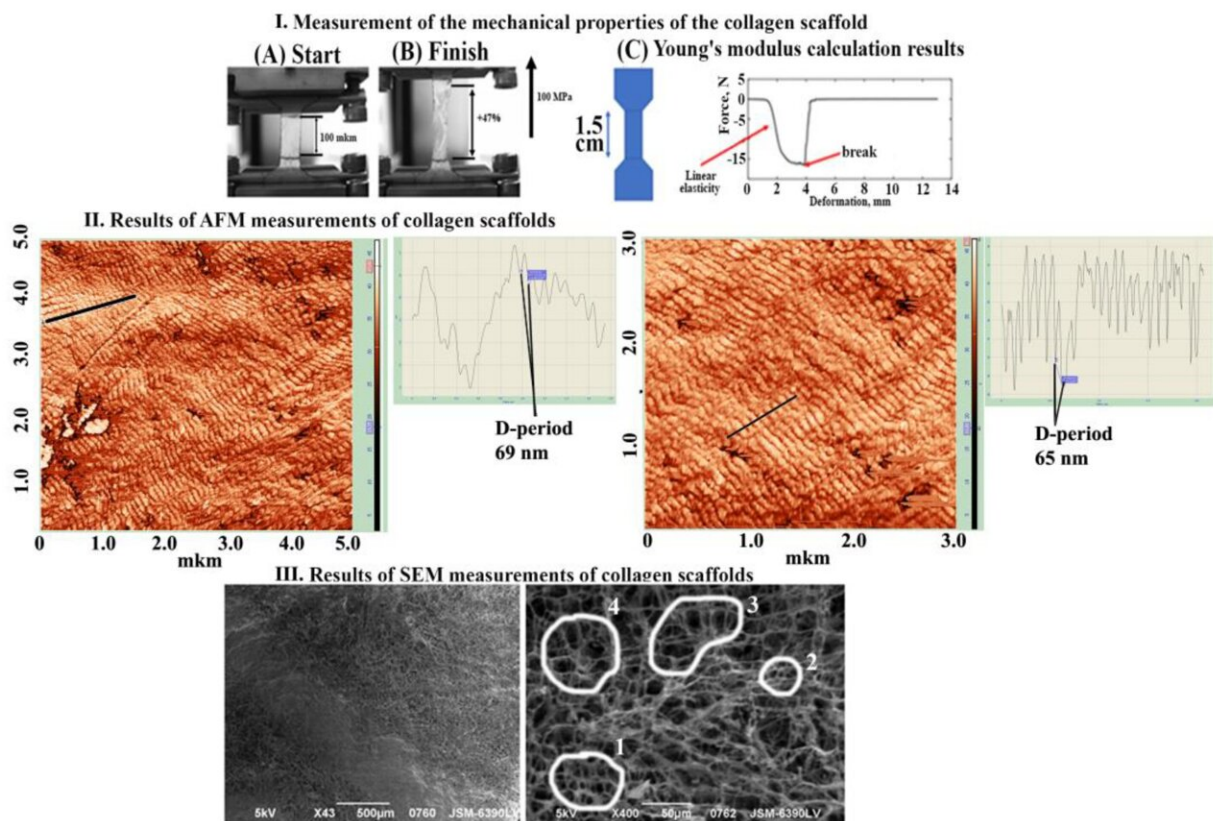 I. Measurement of the mechanical properties of the collagen scaffold
(A) Start
(B) Finish
(C) Young's modulus calculation results
100 mkm
+47%
100 MPa
1.5
cm
Force, N
5
0
-5
-15
Linear
elasticity
break
0 2 4 6 8 10 12 14
Deformation, mm
II. Results of AFM measurements of collagen scaffolds
5.0
4.0
3.0
2.0
1.0
0 1.0 2.0 3.0 4.0 5.0
mkm
D-period
69 nm
3.0
2.0
1.0
0 1.0 2.0 3.0
mkm
D-period
65 nm
III. Results of SEM measurements of collagen scaffolds
5kV X43 500µm 0760 JSM-6390LV
4
3
2
1
5kV X400 50µm 0762 JSM-6390LV